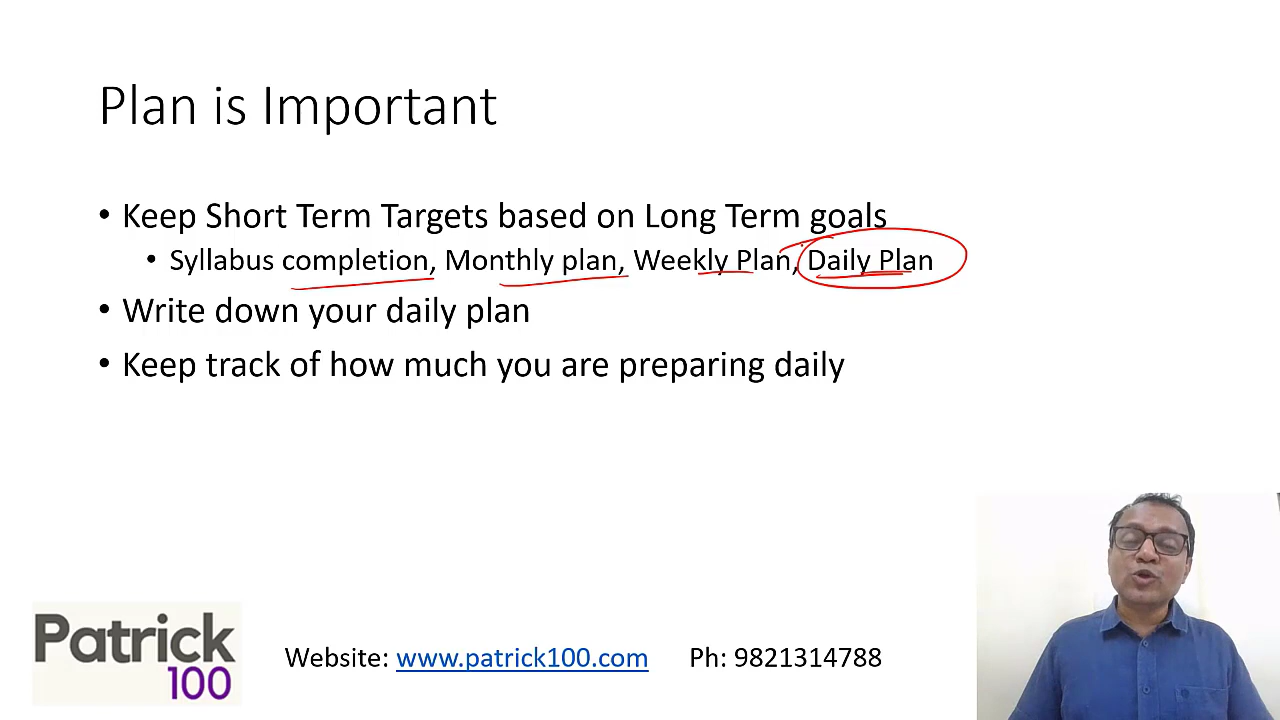 Plan is Important
• Keep Short Term Targets based on Long Term goals
• Syllabus completion, Monthly plan, Weekly Plan, Daily Plan
• Write down your daily plan
• Keep track of how much you are preparing daily
Patrick
100
Website: www.patrick100.com Ph: 9821314788